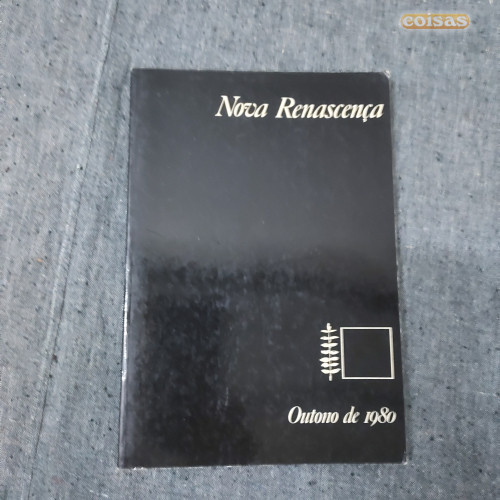 coisas
Nova Renascença
Outono de 1980